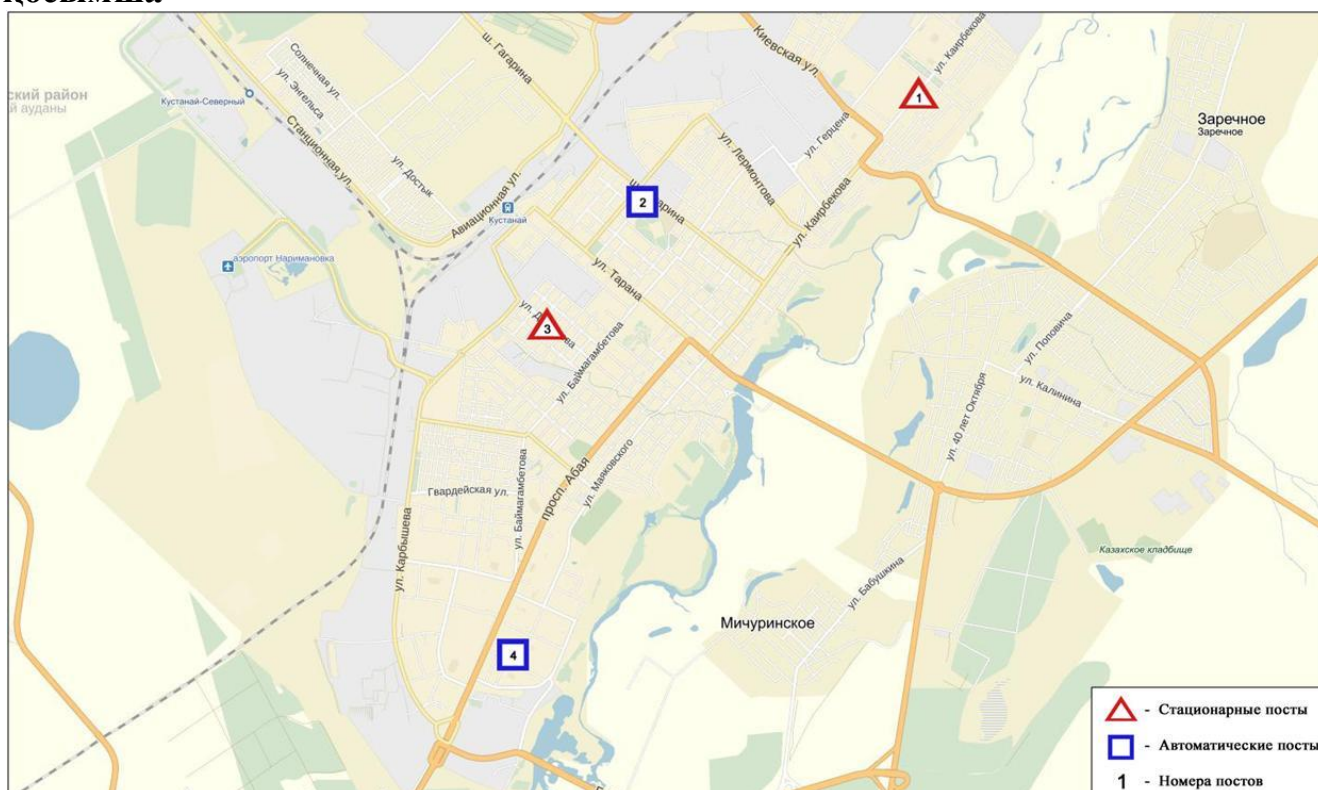 қосымша
ский район
й ауданы
Кустанай-Северный
Солнечная ул.
ул. Энгельса
Станционная ул.
ул. Достык
Авиационная ул.
ш. Гагарина
Кустанай
аэропорт Наримановка
Киевская ул.
ул. Каирбекова
1
ул. Герцена
ул. Лермонтова
2
ул. Каирбекова
ул. Тарана
3
ул. Баймагамбетова
Заречное
Заречное
ул. Поповича
ул. Калинина
ул. 40 лет Октября
Гвардейская ул.
ул. Баймагамбетова
просп. Абая
ул. Маяковского
ул. Карбышева
4
Мичуринское
ул. Бабушкина
Казахское кладбище
- Стационарные посты
- Автоматические посты
1 - Номера постов